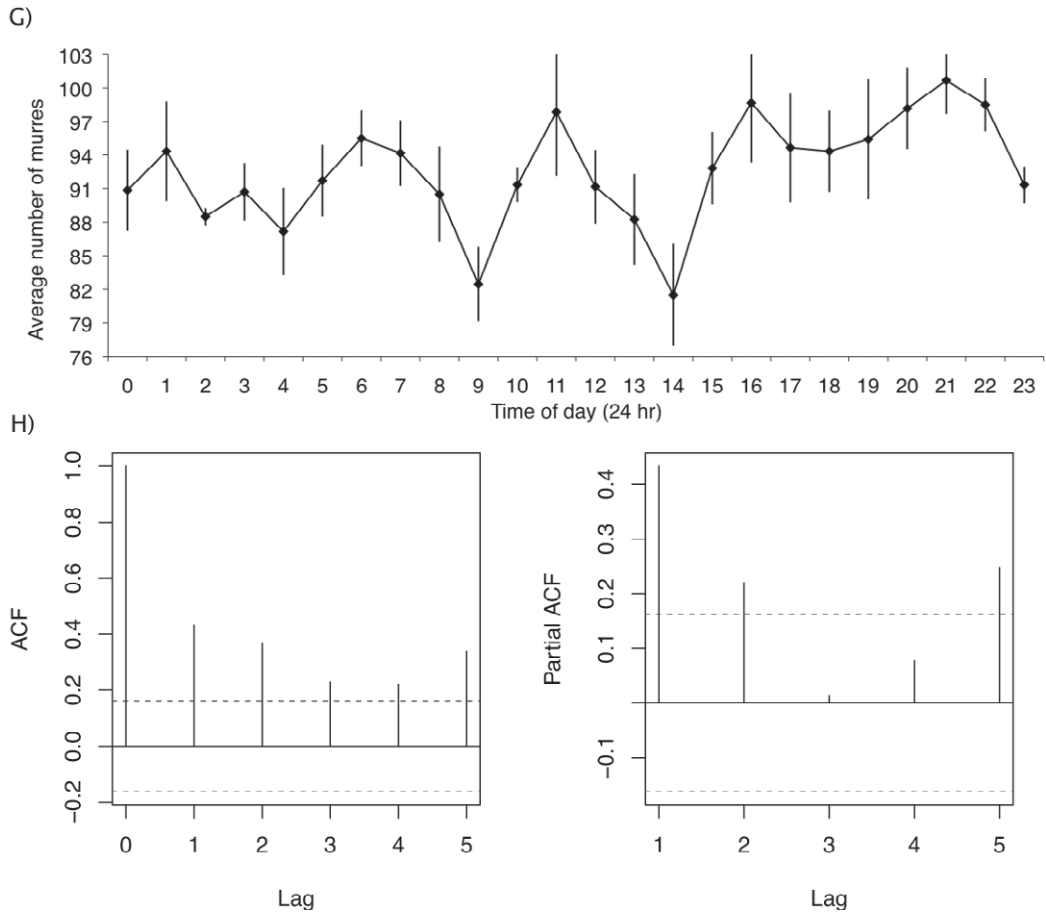 G)
Average number of murres
103
100
97
94
91
88
85
82
79
76
0 1 2 3 4 5 6 7 8 9 10 11 12 13 14 15 16 17 18 19 20 21 22 23
Time of day (24 hr)
H)
ACF
1.0
0.8
0.6
0.4
0.2
0.0
−0.2
0 1 2 3 4 5
Lag
Partial ACF
0.4
0.3
0.2
0.1
−0.1
1 2 3 4 5
Lag